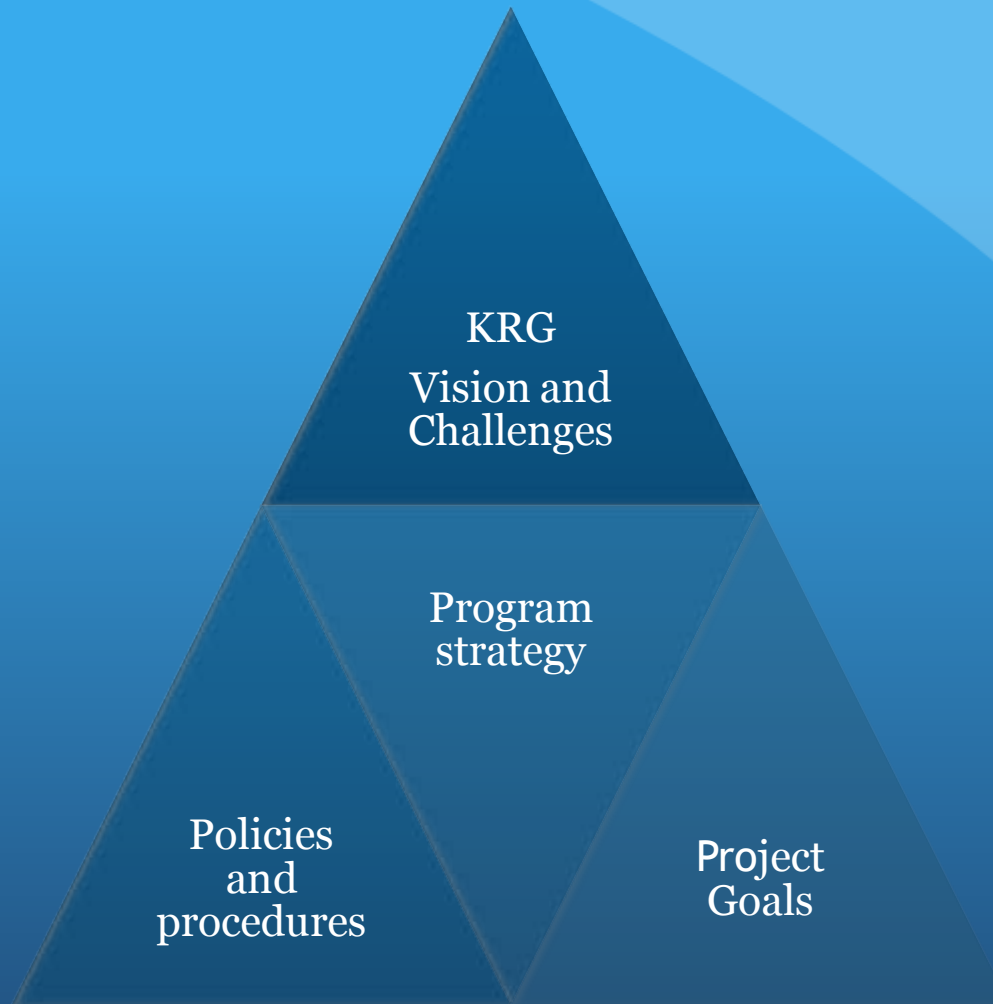 KRG
Vision and
Challenges
Program
strategy
Policies
and
procedures
Project
Goals